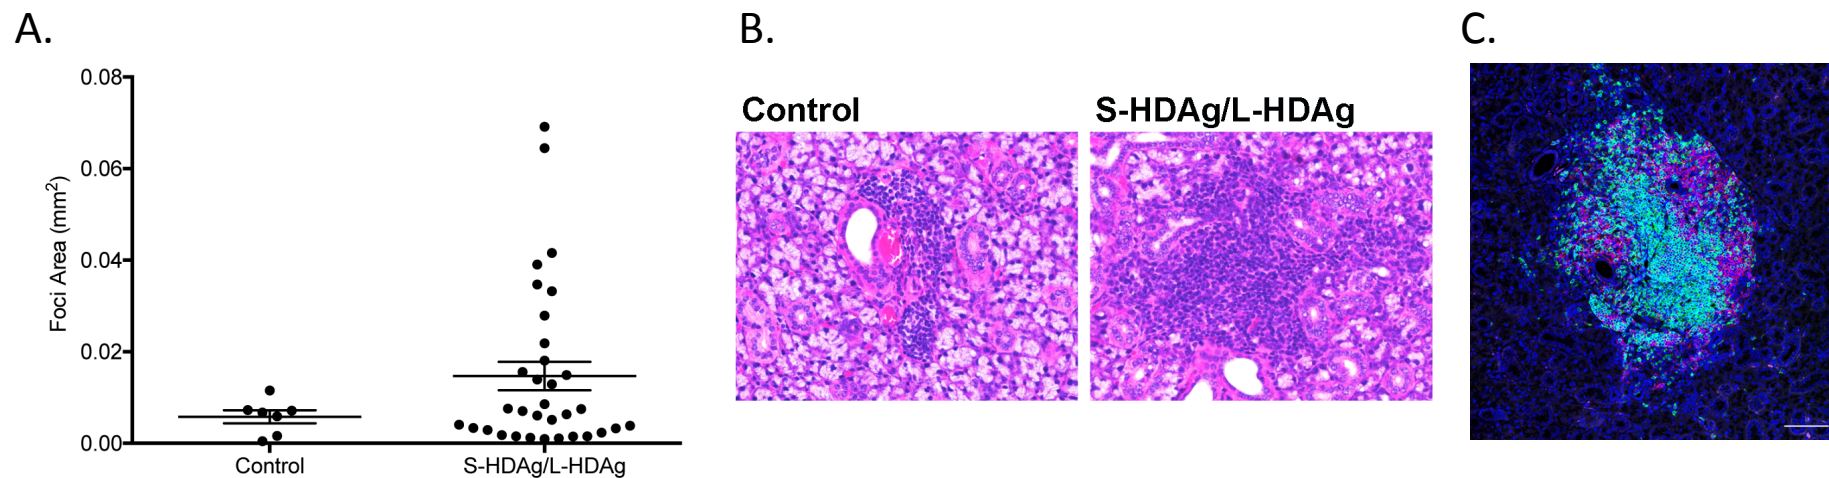 A.
0.08
0.06
0.04
0.02
0.00
Foci Area (mm²)
Control
S-HDAg/L-HDAg
B.
Control
S-HDAg/L-HDAg
C.